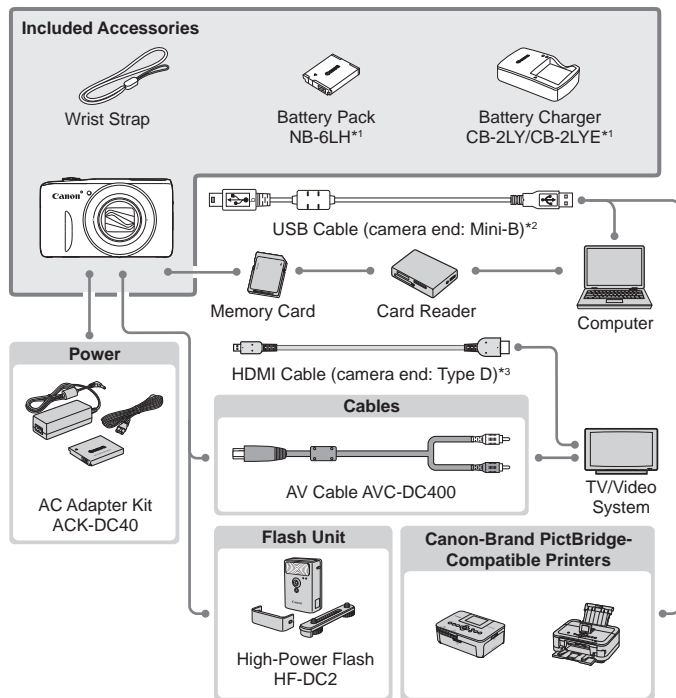 Included Accessories
Wrist Strap
Battery Pack
NB-6LH*1
Battery Charger
CB-2LY/CB-2LYE*1
Canon
USB Cable (camera end: Mini-B)*2
Memory Card
Card Reader
Computer
HDMI Cable (camera end: Type D)*3
Power
AC Adapter Kit
ACK-DC40
Cables
AV Cable AVC-DC400
TV/Video
System
Flash Unit
High-Power Flash
HF-DC2
Canon-Brand PictBridge-
Compatible Printers